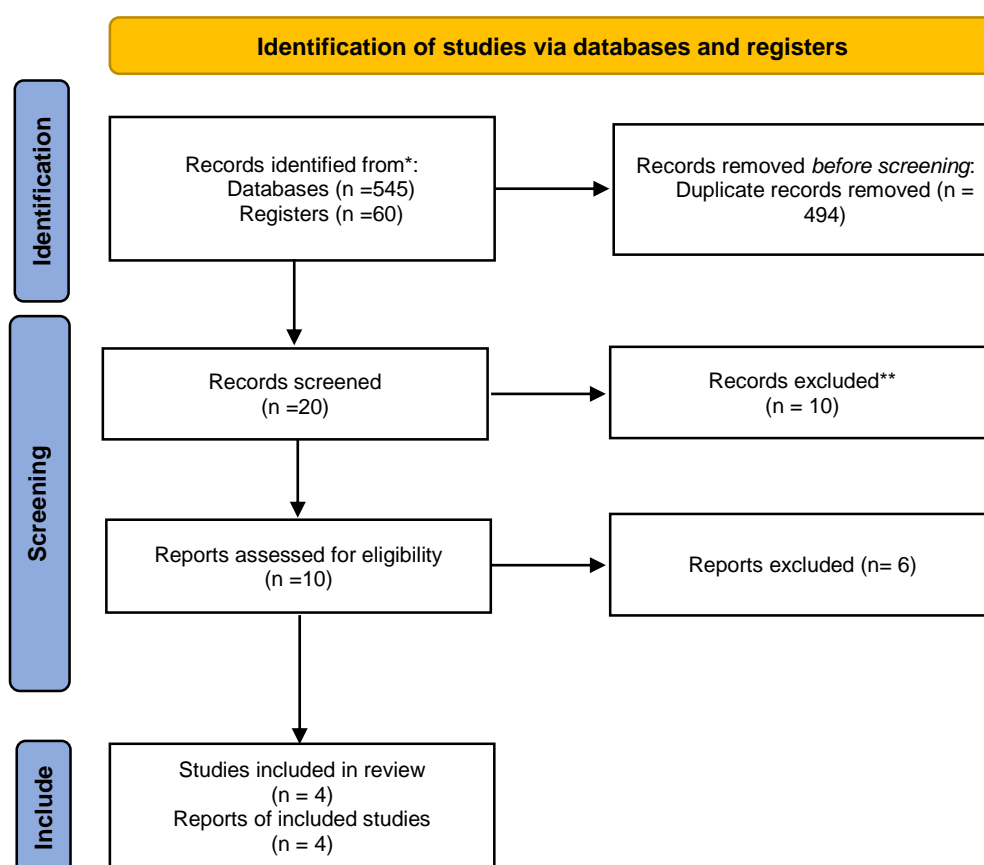 Identification of studies via databases and registers
Identification
Records identified from*:
Databases (n =545)
Registers (n =60)
Records removed before screening:
Duplicate records removed (n =
494)
Screening
Records screened
(n =20)
Records excluded**
(n = 10)
Reports assessed for eligibility
(n =10)
Reports excluded (n= 6)
Include
Studies included in review
(n = 4)
Reports of included studies
(n = 4)